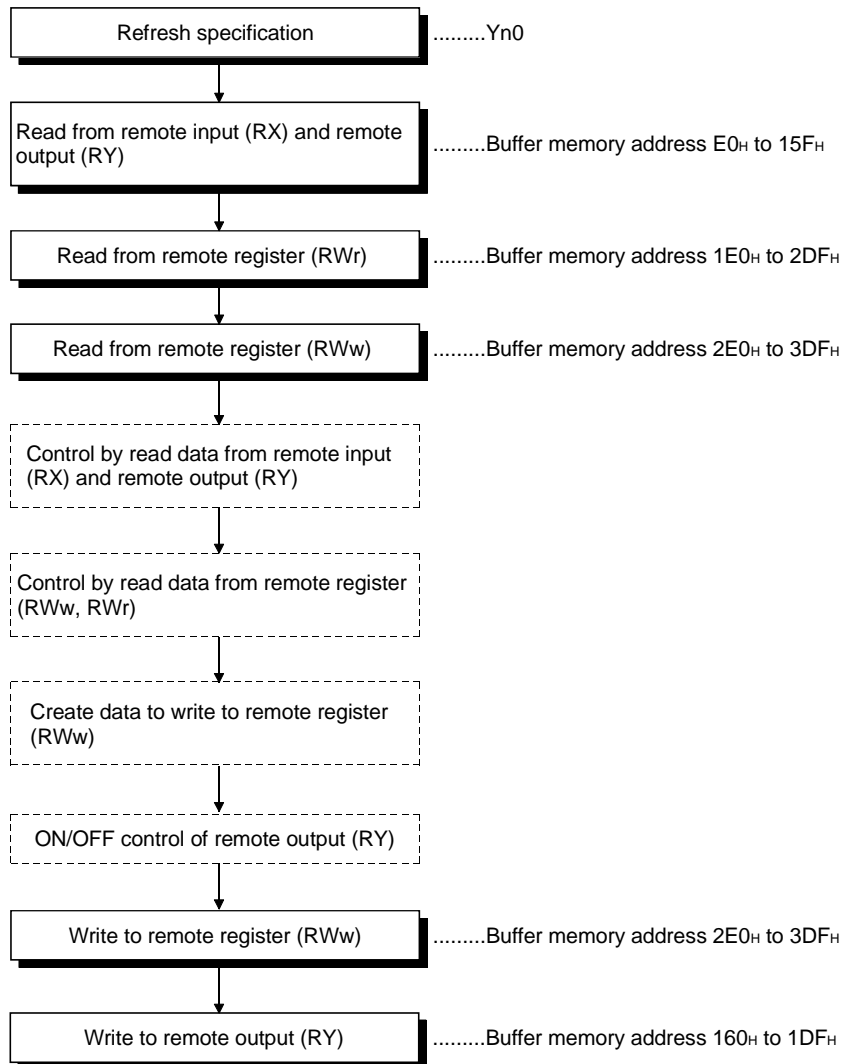 Refresh specification .........Yn0
Read from remote input (RX) and remote
output (RY) .........Buffer memory address E0H to 15FH
Read from remote register (RWr) .........Buffer memory address 1E0H to 2DFH
Read from remote register (RWw) .........Buffer memory address 2E0H to 3DFH
Control by read data from remote input
(RX) and remote output (RY)
Control by read data from remote register
(RWw, RWr)
Create data to write to remote register
(RWw)
ON/OFF control of remote output (RY)
Write to remote register (RWw) .........Buffer memory address 2E0H to 3DFH
Write to remote output (RY) .........Buffer memory address 160H to 1DFH